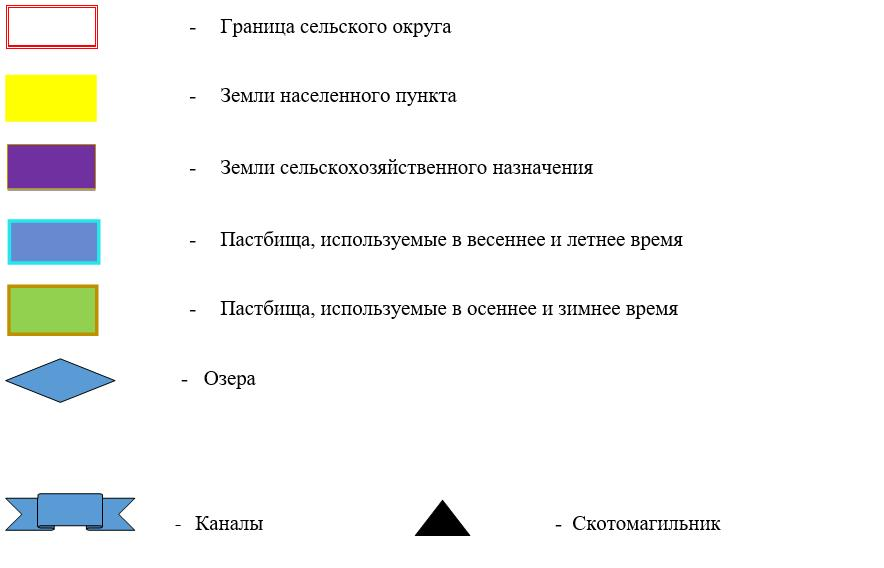 - Граница сельского округа
- Земли населенного пункта
- Земли сельскохозяйственного назначения
- Пастбища, используемые в весеннее и летнее время
- Пастбища, используемые в осеннее и зимнее время
- Озера
- Каналы - Скотомагильник